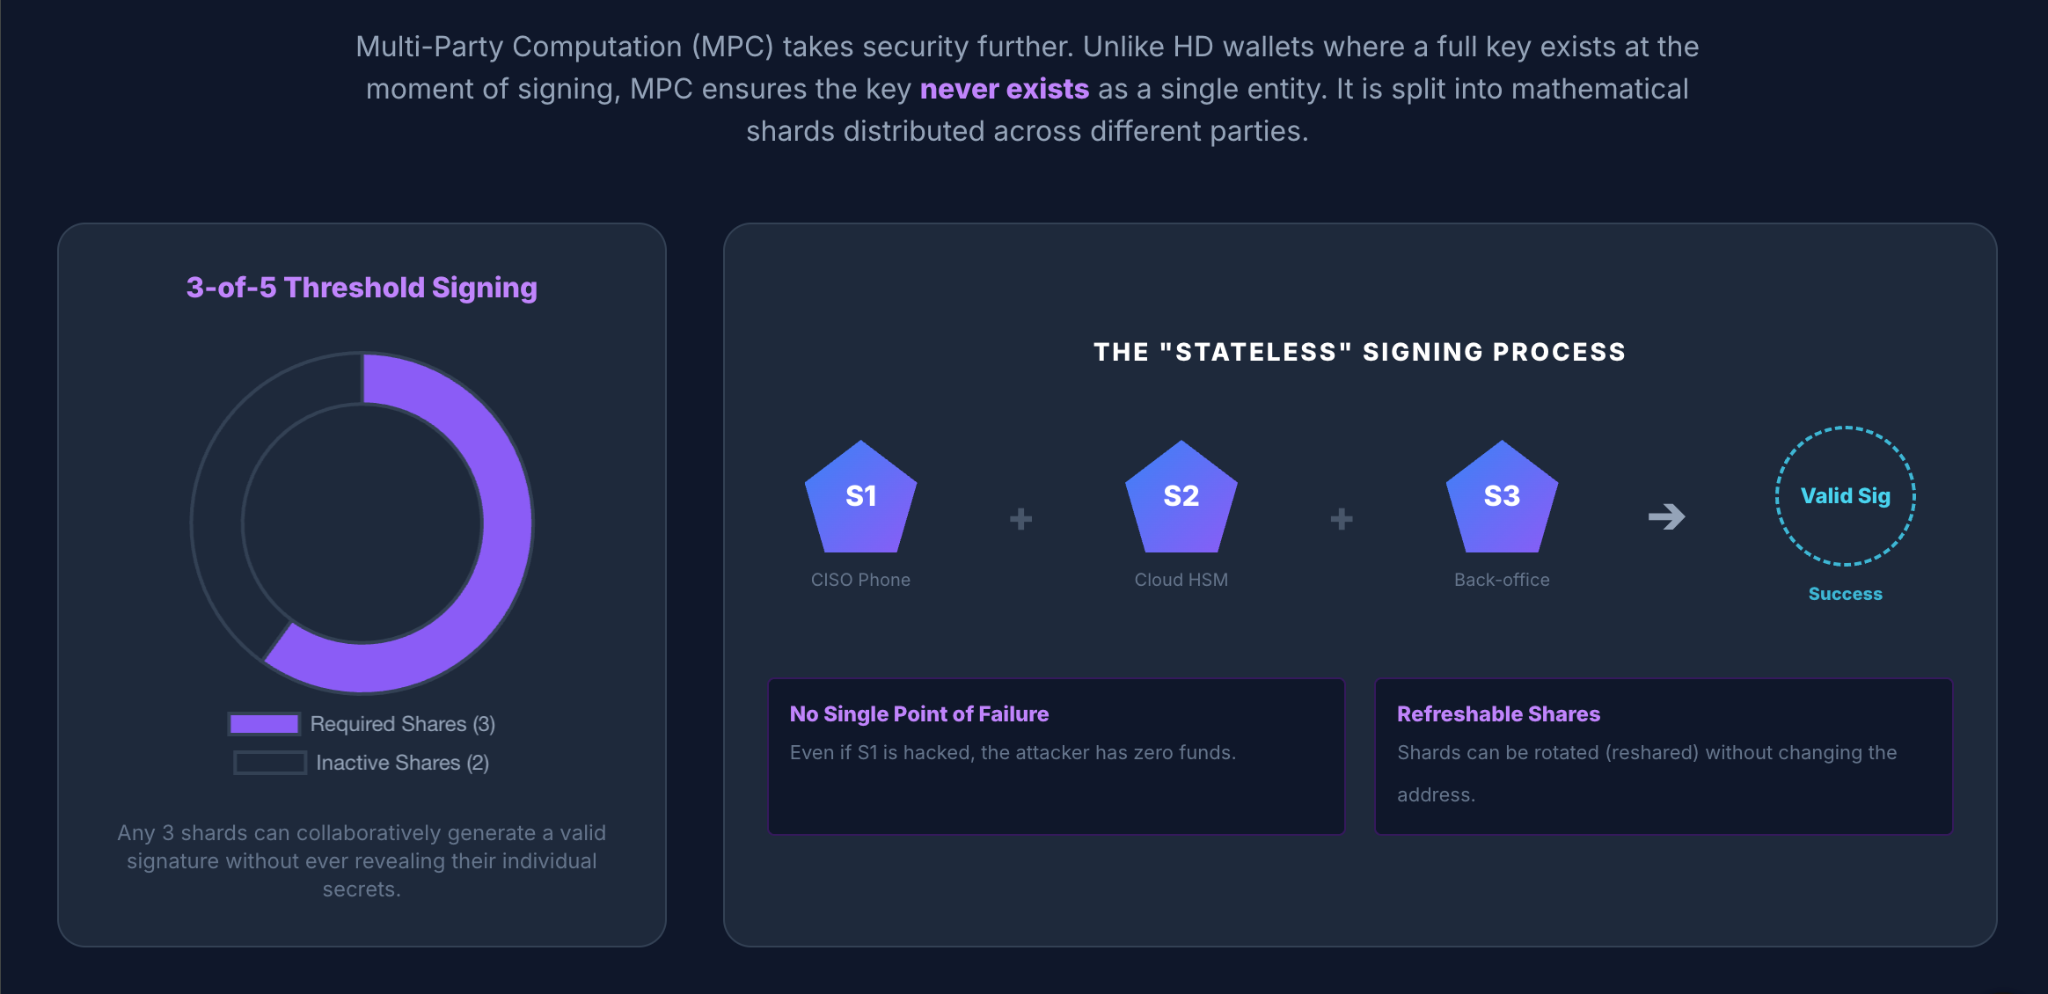 Multi-Party Computation (MPC) takes security further. Unlike HD wallets where a full key exists at the
moment of signing, MPC ensures the key never exists as a single entity. It is split into mathematical
shards distributed across different parties.
3-of-5 Threshold Signing
Required Shares (3)
Inactive Shares (2)
Any 3 shards can collaboratively generate a valid
signature without ever revealing their individual
secrets.
THE "STATELESS" SIGNING PROCESS
S1
+
S2
+
S3
→
Valid Sig
CISO Phone
Cloud HSM
Back-office
Success
No Single Point of Failure
Even if S1 is hacked, the attacker has zero funds.
Refreshable Shares
Shards can be rotated (reshared) without changing the
address.